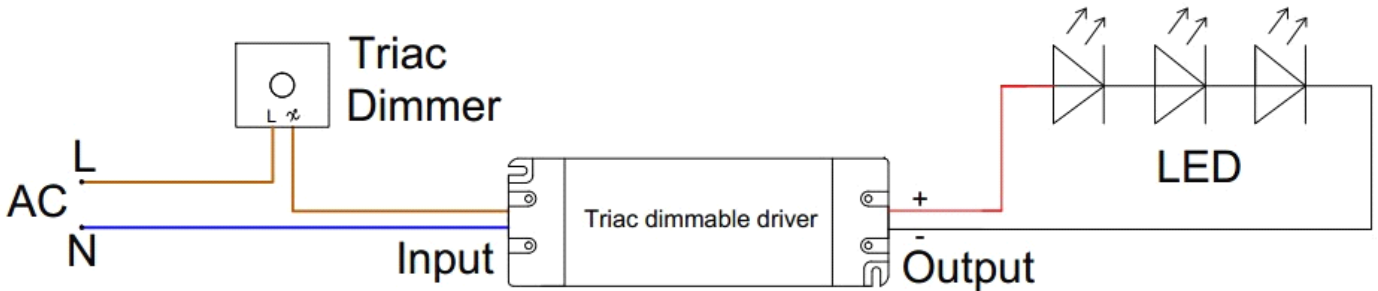 Triac
Dimmer
L
L
AC
N
Input
Triac dimmable driver
+
-
Output
LED